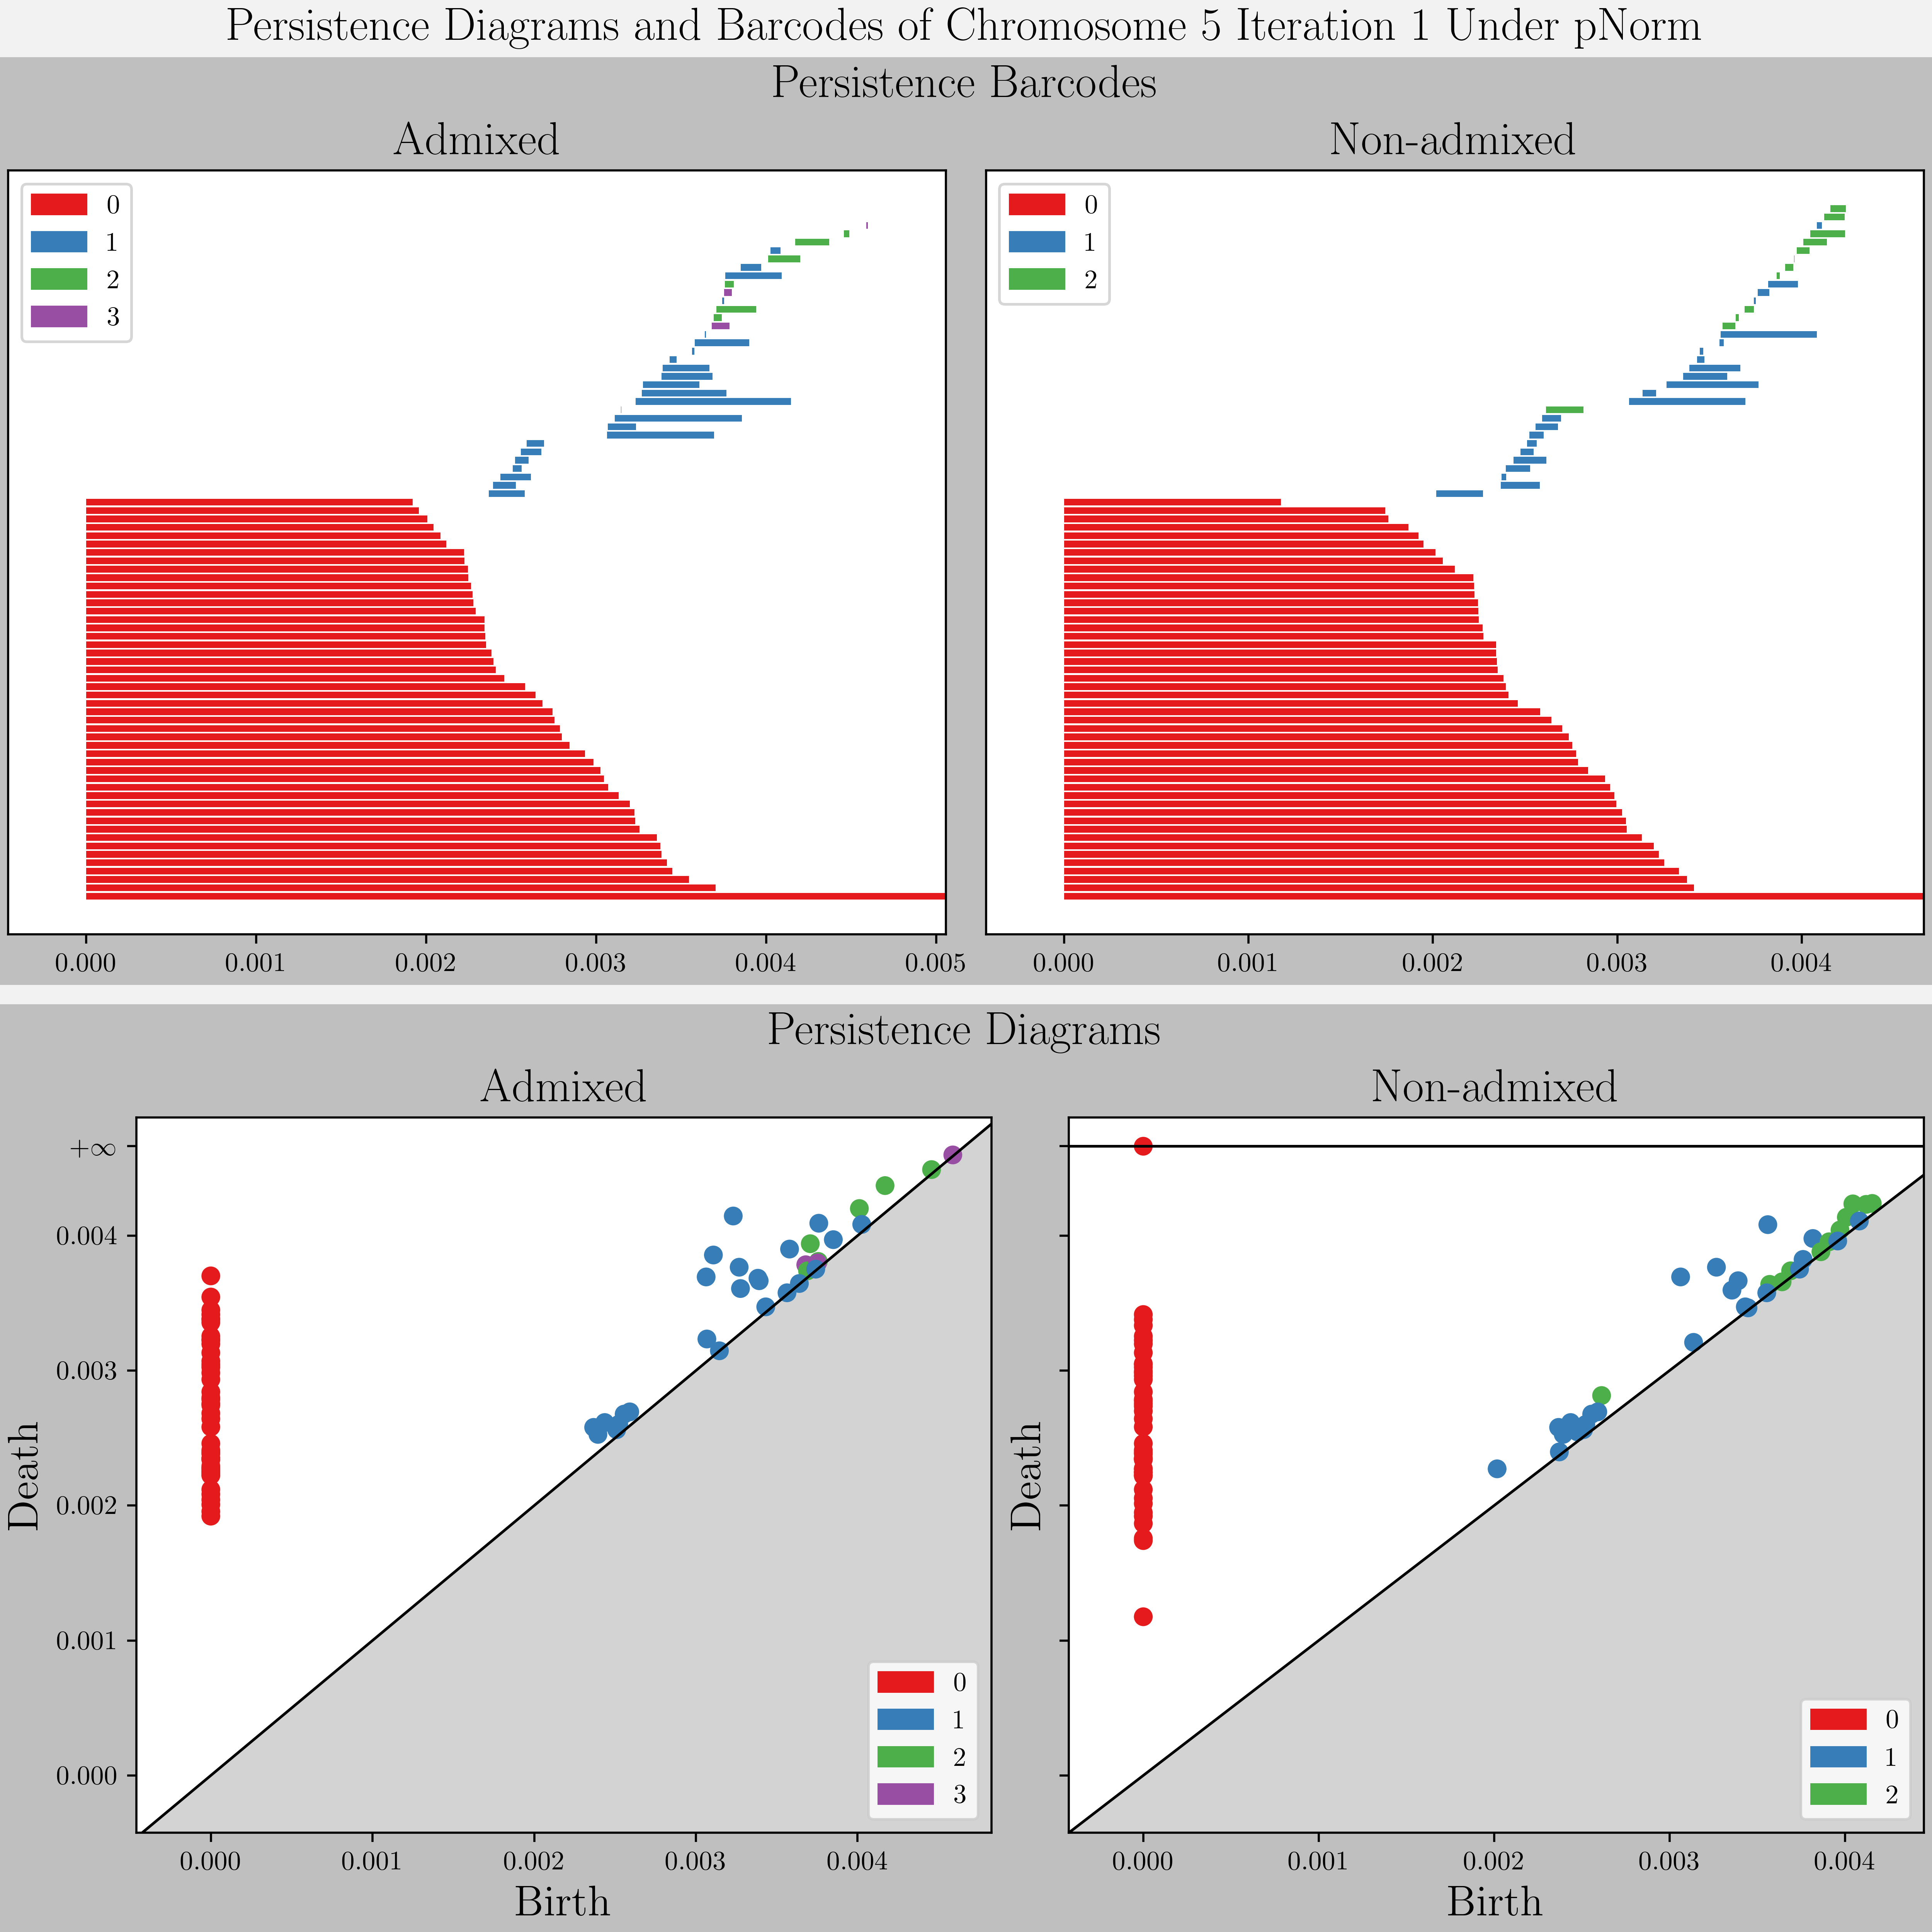 Persistence Diagrams and Barcodes of Chromosome 5 Iteration 1 Under pNorm
Persistence Barcodes
Admixed
0
1
2
3
0.000 0.001 0.002 0.003 0.004 0.005
Non-admixed
0
1
2
0.000 0.001 0.002 0.003 0.004
Persistence Diagrams
Admixed
Death
+∞
0.004
0.003
0.002
0.001
0.000
0
1
2
3
0.000 0.001 0.002 0.003 0.004
Birth
Non-admixed
Death
0
1
2
0.000 0.001 0.002 0.003 0.004
Birth